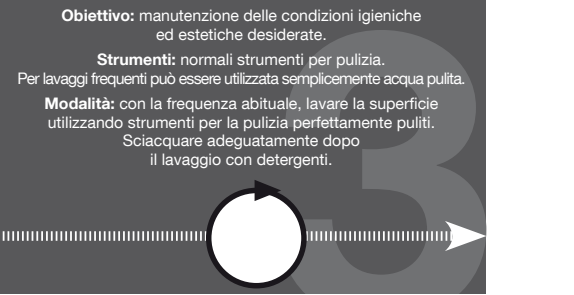 Obiettivo: manutenzione delle condizioni igieniche
ed estetiche desiderate.
Strumenti: normali strumenti per pulizia.
Per lavaggi frequenti può essere utilizzata semplicemente acqua pulita.
Modalità: con la frequenza abituale, lavare la superficie
utilizzando strumenti per la pulizia perfettamente puliti.
Sciacquare adeguatamente dopo
il lavaggio con detergenti.
3